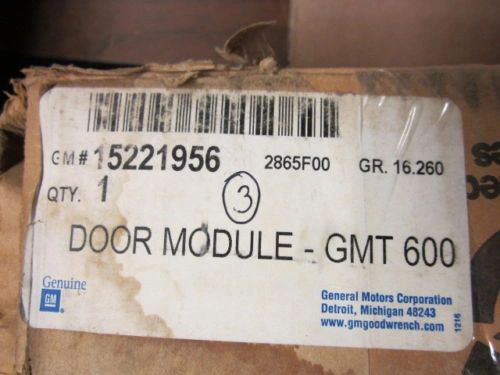 GM# 15221956 2865F00 GR. 16.260
QTY. 1
3
DOOR MODULE - GMT 600
Genuine
GM
General Motors Corporation
Detroit, Michigan 48243
www.gmgoodwrench.com
1216